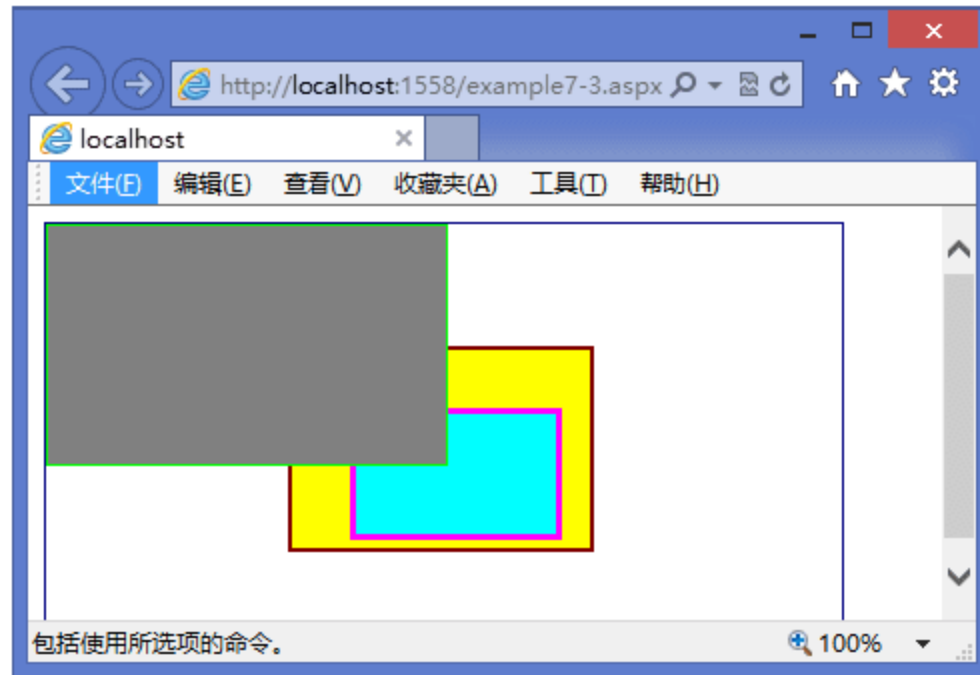 http://localhost:1558/example7-3.aspx
localhost
文件(F) 编辑(E) 查看(V) 收藏夹(A) 工具(T) 帮助(H)
包括使用所选项的命令。 100%